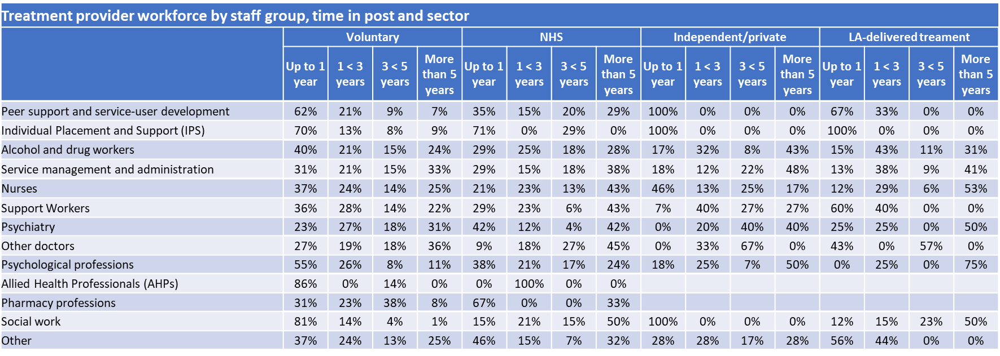 Treatment provider workforce by staff group, time in post and sector
Voluntary NHS Independent/private LA-delivered treament
Up to 1 year 1 < 3 years 3 < 5 years More than 5 years Up to 1 year 1 < 3 years 3 < 5 years More than 5 years Up to 1 year 1 < 3 years 3 < 5 years More than 5 years Up to 1 year 1 < 3 years 3 < 5 years More than 5 years
Peer support and service-user development 62% 21% 9% 7% 35% 15% 20% 29% 100% 0% 0% 0% 67% 33% 0% 0%
Individual Placement and Support (IPS) 70% 13% 8% 9% 71% 0% 29% 0% 100% 0% 0% 0% 100% 0% 0% 0%
Alcohol and drug workers 40% 21% 15% 24% 29% 25% 18% 28% 17% 32% 8% 43% 15% 43% 11% 31%
Service management and administration 31% 21% 15% 33% 29% 15% 18% 38% 18% 12% 22% 48% 13% 38% 9% 41%
Nurses 37% 24% 14% 25% 21% 23% 13% 43% 46% 13% 25% 17% 12% 29% 6% 53%
Support Workers 36% 28% 14% 22% 29% 23% 6% 43% 7% 40% 27% 27% 60% 40% 0% 0%
Psychiatry 23% 27% 18% 31% 42% 12% 4% 42% 0% 20% 40% 40% 25% 25% 0% 50%
Other doctors 27% 19% 18% 36% 9% 18% 27% 45% 0% 33% 67% 0% 43% 0% 57% 0%
Psychological professions 55% 26% 8% 11% 38% 21% 17% 24% 18% 25% 7% 50% 0% 25% 0% 75%
Allied Health Professionals (AHPs) 86% 0% 14% 0% 0% 100% 0% 0%
Pharmacy professions 31% 23% 38% 8% 67% 0% 0% 33%
Social work 81% 14% 4% 1% 15% 21% 15% 50% 100% 0% 0% 0% 12% 15% 23% 50%
Other 37% 24% 13% 25% 46% 15% 7% 32% 28% 28% 17% 28% 56% 44% 0% 0%